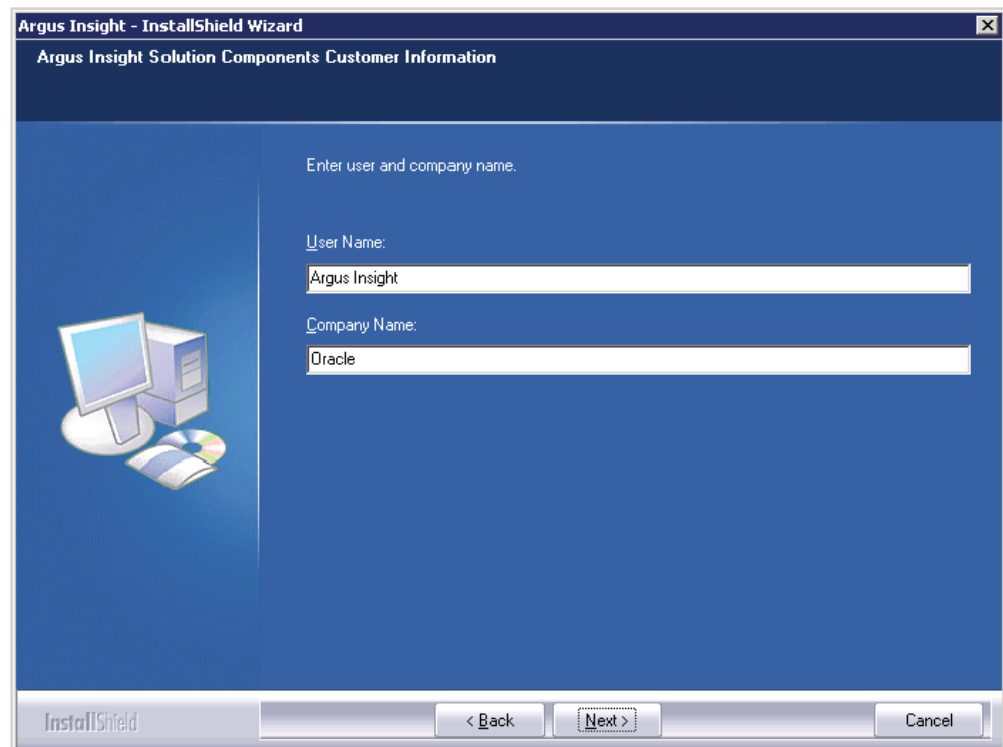 Argus Insight - InstallShield Wizard
Argus Insight Solution Components Customer Information
Enter user and company name.
User Name:
Argus Insight
Company Name:
Oracle
InstallShield
< Back
Next >
Cancel